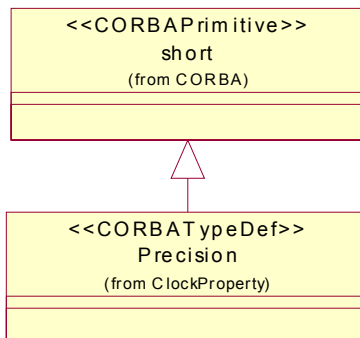 <<CORBAPrimitive>>
short
(from CORBA)
<<CORBATypeDef>>
Precision
(from ClockProperty)